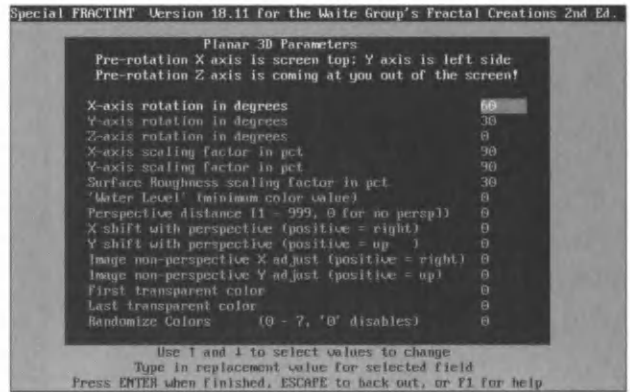 Special FRACTINT Version 18.11 for the Waite Group's Fractal Creations 2nd Ed.
Planar 3D Parameters
Pre-rotation X axis is screen top; Y axis is left side
Pre-rotation Z axis is coming at you out of the screen!
X-axis rotation in degrees 60
Y-axis rotation in degrees 30
Z-axis rotation in degrees 0
X-axis scaling factor in pct 90
Y-axis scaling factor in pct 90
Surface Roughness scaling factor in pct 30
'Water Level' (minimum color value) 0
Perspective distance [1 - 999, 0 for no persp]) 0
X shift with perspective (positive = right) 0
Y shift with perspective (positive = up ) 0
Image non-perspective X adjust (positive = right) 0
Image non-perspective Y adjust (positive = up) 0
First transparent color 0
Last transparent color 0
Randomize Colors (0 - 7, '0' disables) 0
Use ↑ and ↓ to select values to change
Type in replacement value for selected field
Press ENTER when finished, ESCAPE to back out, or F1 for help